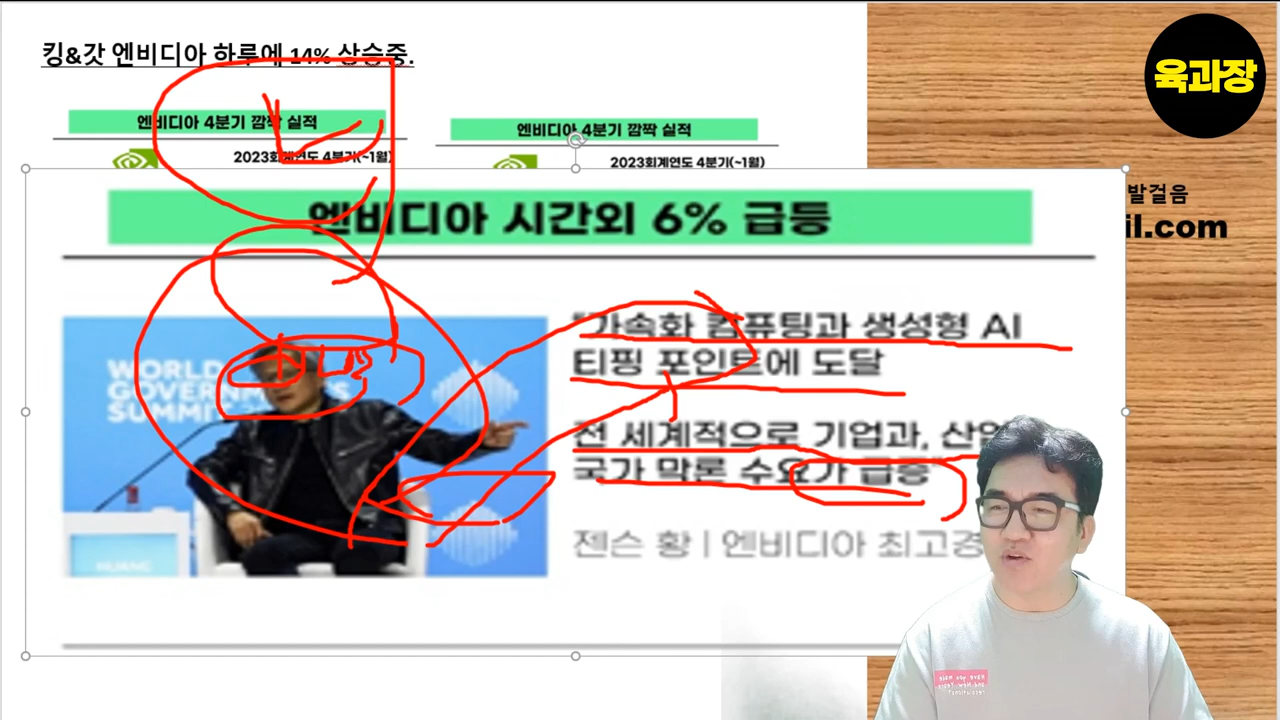 킹&갓 엔비디아 하루에 14% 상승중.
육과장
엔비디아 4분기 깜짝 실적
엔비디아 4분기 깜짝 실적
2023회계연도 4분기(~1월)
2023회계연도 4분기(~1월)
발걸음
il.com
엔비디아 시간외 6% 급등
"가속화 컴퓨팅과 생성형 AI
티핑 포인트에 도달
전 세계적으로 기업과, 산업
국가 막론 수요가 급증"
젠슨 황 | 엔비디아 최고경
WORLD
GOVERNM S
SUMMIT
HUANG